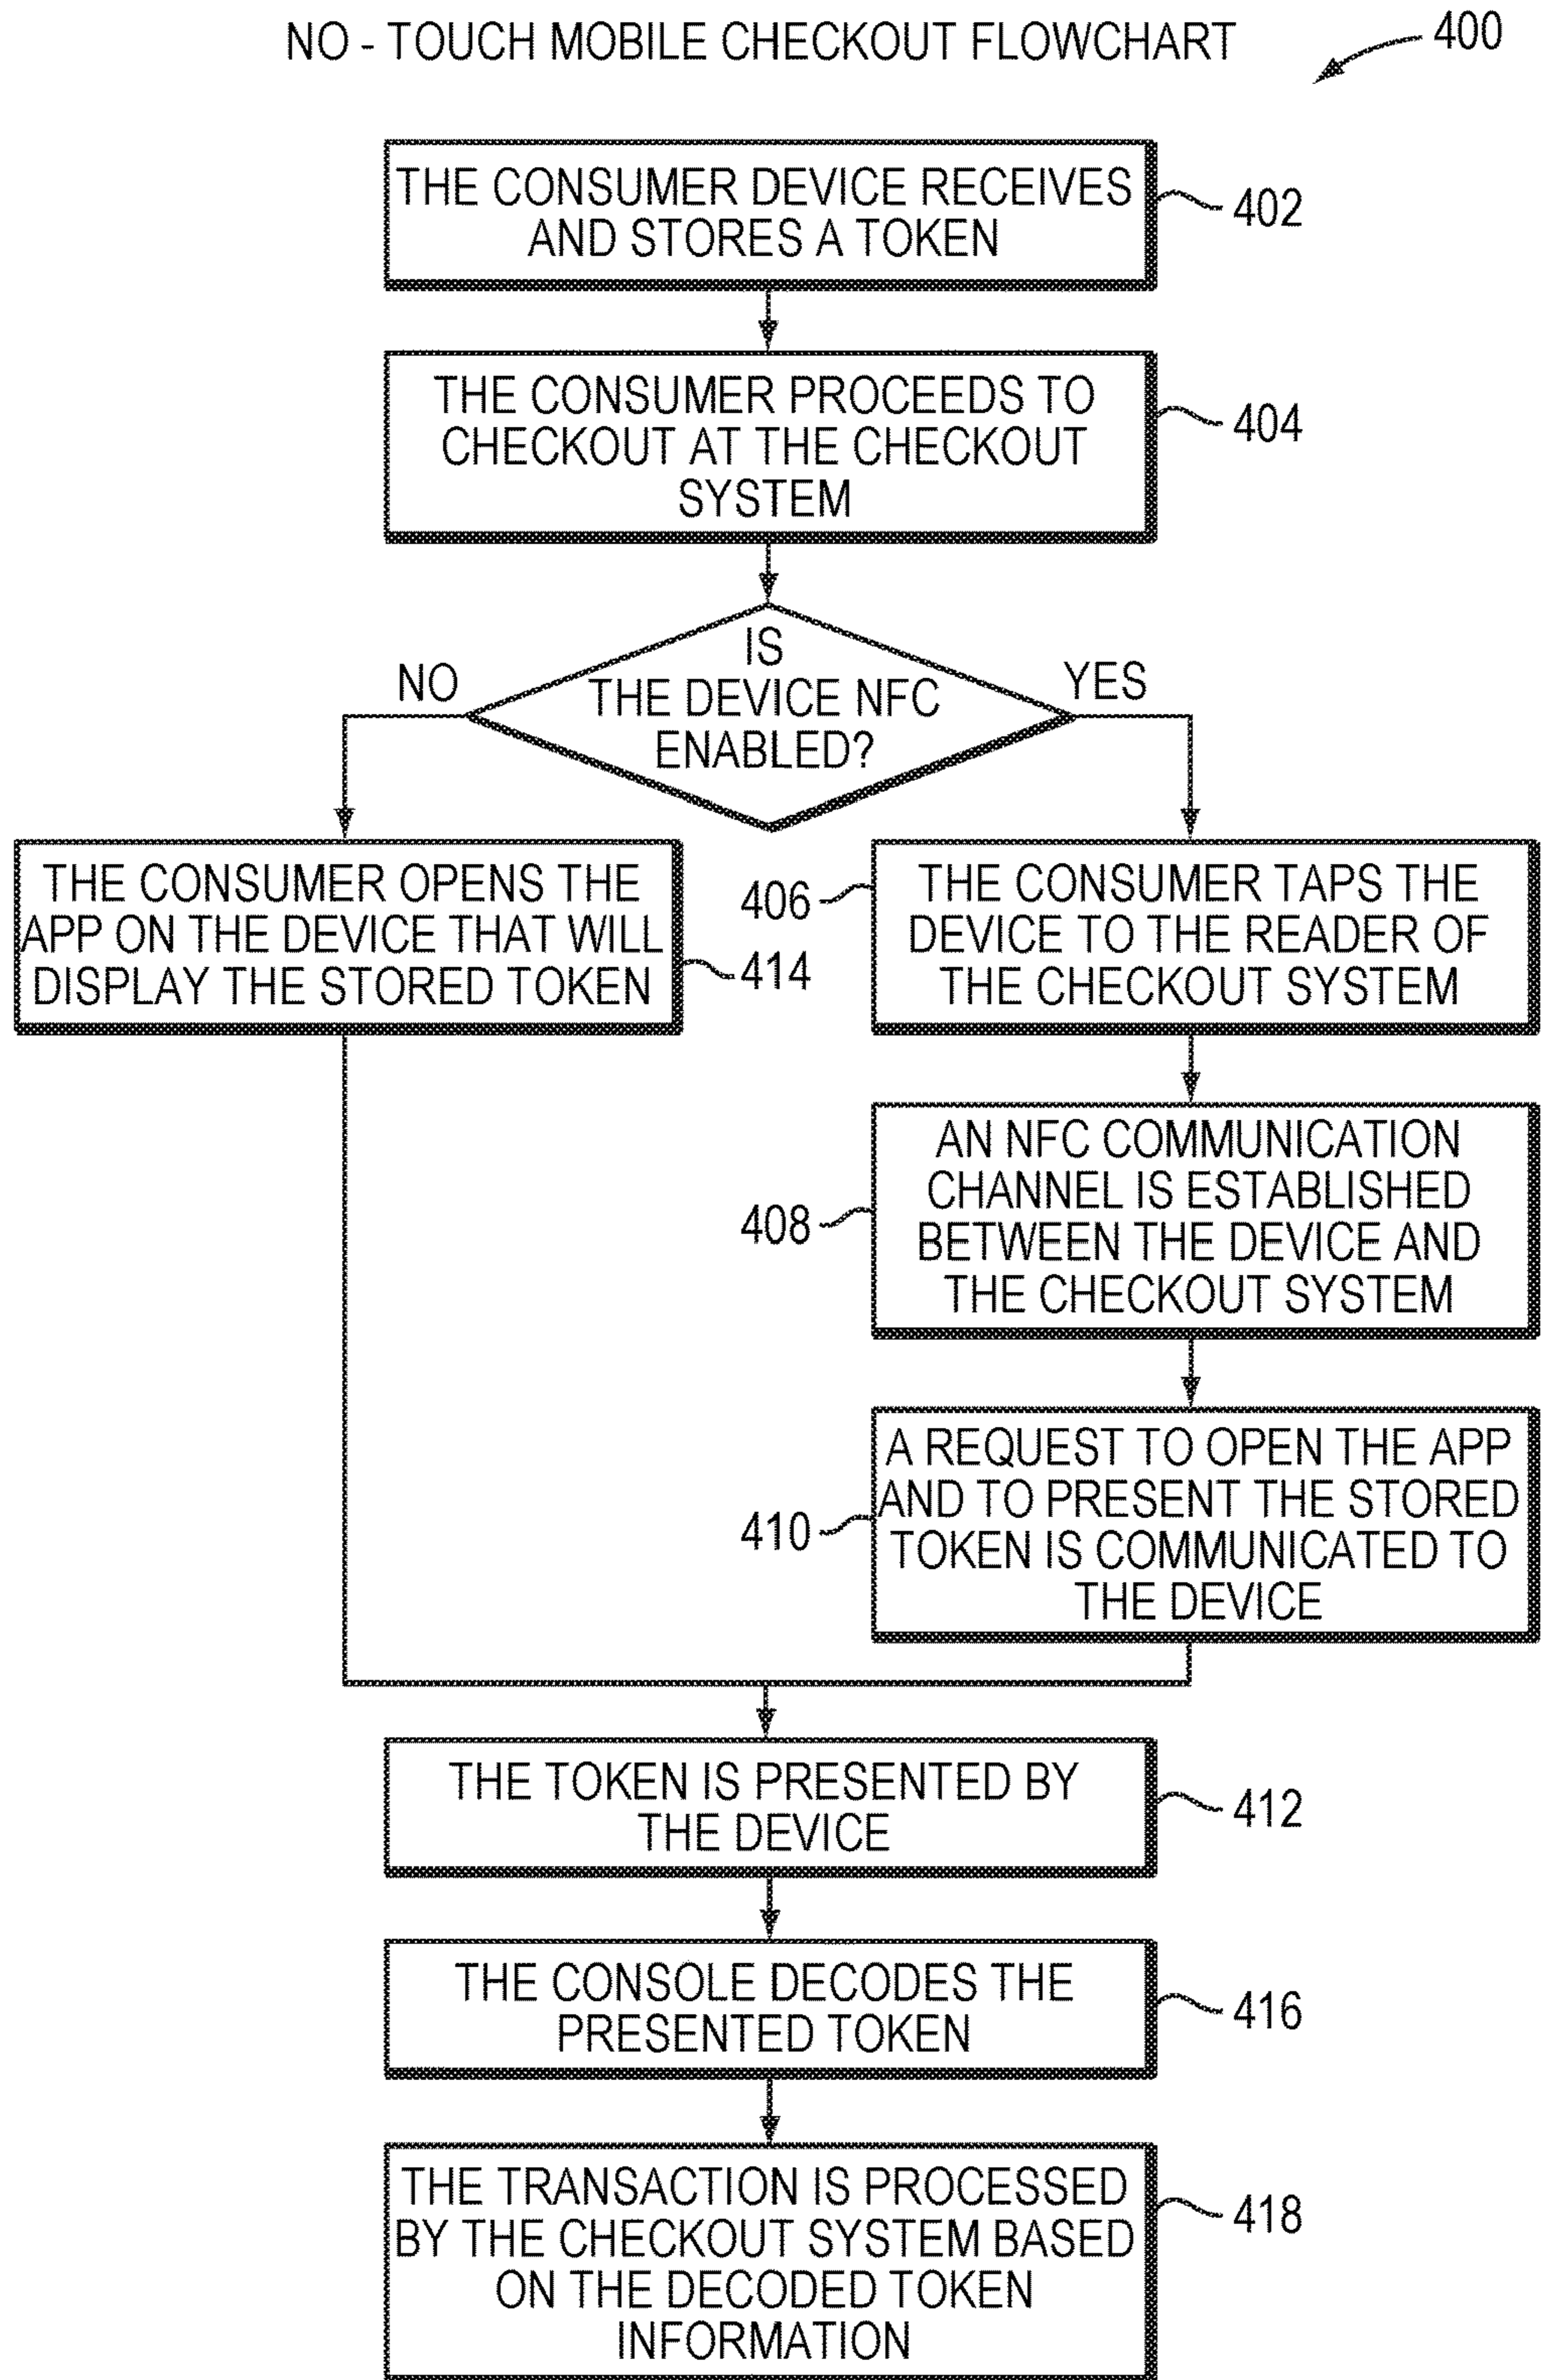 NO - TOUCH MOBILE CHECKOUT FLOWCHART
400
THE CONSUMER DEVICE RECEIVES
AND STORES A TOKEN
402
THE CONSUMER PROCEEDS TO
CHECKOUT AT THE CHECKOUT
SYSTEM
404
IS
THE DEVICE NFC
ENABLED?
NO
YES
THE CONSUMER OPENS THE
APP ON THE DEVICE THAT WILL
DISPLAY THE STORED TOKEN
414
406
THE CONSUMER TAPS THE
DEVICE TO THE READER OF
THE CHECKOUT SYSTEM
408
AN NFC COMMUNICATION
CHANNEL IS ESTABLISHED
BETWEEN THE DEVICE AND
THE CHECKOUT SYSTEM
410
A REQUEST TO OPEN THE APP
AND TO PRESENT THE STORED
TOKEN IS COMMUNICATED TO
THE DEVICE
THE TOKEN IS PRESENTED BY
THE DEVICE
412
THE CONSOLE DECODES THE
PRESENTED TOKEN
416
THE TRANSACTION IS PROCESSED
BY THE CHECKOUT SYSTEM BASED
ON THE DECODED TOKEN
INFORMATION
418